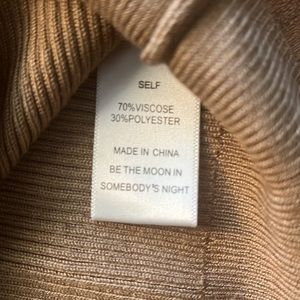 SELF
70%VISCOSE
30%POLYESTER
MADE IN CHINA
BE THE MOON IN
SOMEBODY'S NIGHT